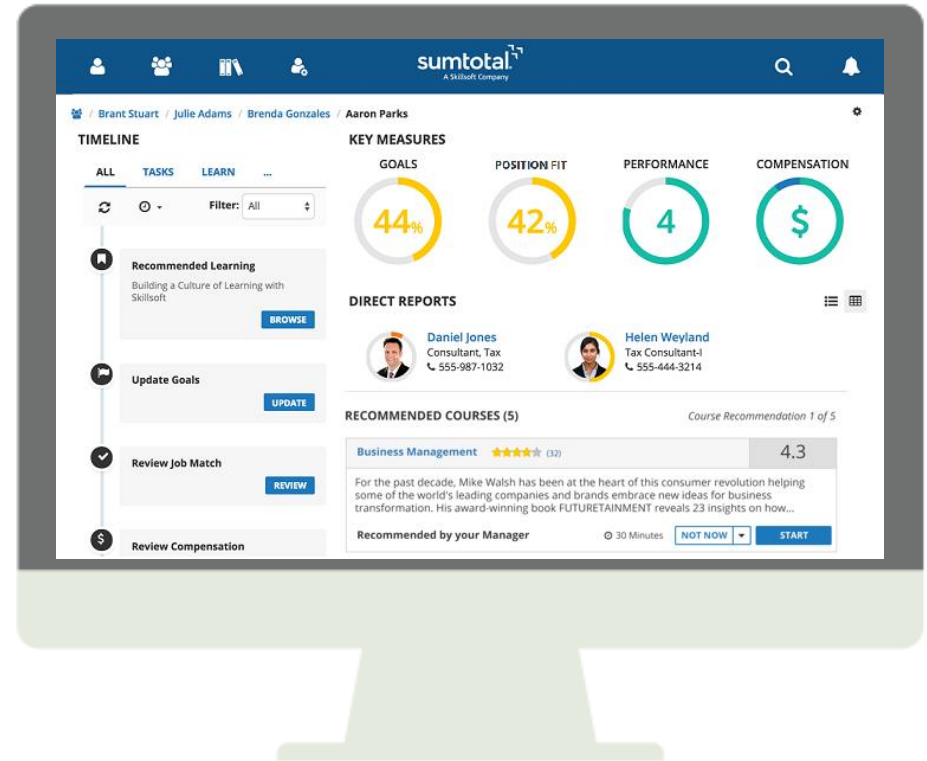 sumtotal.
A Skillsoft Company
/ Brant Stuart / Julie Adams / Brenda Gonzales / Aaron Parks
TIMELINE
ALL TASKS LEARN ...
Filter: All
Recommended Learning
Building a Culture of Learning with
Skillsoft
BROWSE
Update Goals
UPDATE
Review Job Match
REVIEW
$
Review Compensation
KEY MEASURES
GOALS POSITION FIT PERFORMANCE COMPENSATION
44% 42% 4 $
DIRECT REPORTS
Daniel Jones
Consultant, Tax
555-987-1032
Helen Weyland
Tax Consultant-I
555-444-3214
RECOMMENDED COURSES (5) Course Recommendation 1 of 5
Business Management (32) 4.3
For the past decade, Mike Walsh has been at the heart of this consumer revolution helping
some of the world's leading companies and brands embrace new ideas for business
transformation. His award-winning book FUTURETAINMENT reveals 23 insights on how...
Recommended by your Manager 30 Minutes NOT NOW START